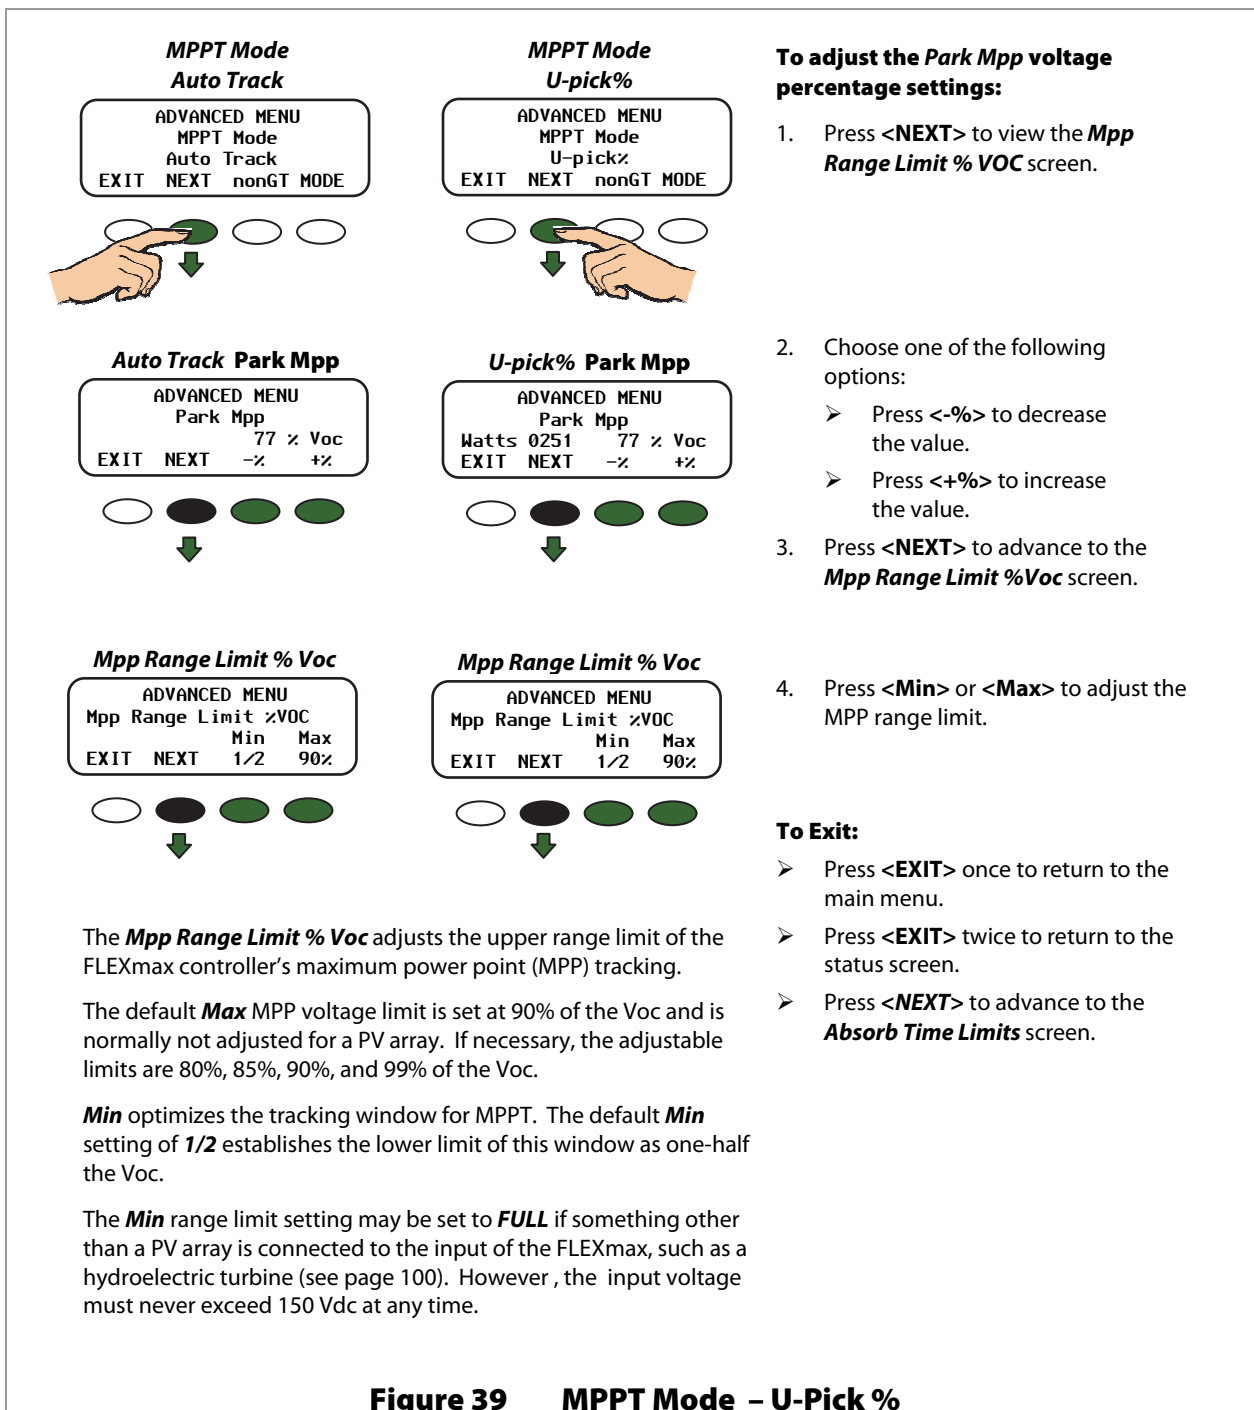 MPPT Mode
Auto Track
ADVANCED MENU
MPPT Mode
Auto Track
EXIT NEXT nonGT MODE
MPPT Mode
U-pick%
ADVANCED MENU
MPPT Mode
U-pick%
EXIT NEXT nonGT MODE
Auto Track Park Mpp
ADVANCED MENU
Park Mpp
77 % Voc
EXIT NEXT -% +%
U-pick% Park Mpp
ADVANCED MENU
Park Mpp
Watts 0251 77 % Voc
EXIT NEXT -% +%
Mpp Range Limit % Voc
ADVANCED MENU
Mpp Range Limit %VOC
Min Max
EXIT NEXT 1/2 90%
Mpp Range Limit % Voc
ADVANCED MENU
Mpp Range Limit %VOC
Min Max
EXIT NEXT 1/2 90%
The Mpp Range Limit % Voc adjusts the upper range limit of the
FLEXmax controller's maximum power point (MPP) tracking.
The default Max MPP voltage limit is set at 90% of the Voc and is
normally not adjusted for a PV array. If necessary, the adjustable
limits are 80%, 85%, 90%, and 99% of the Voc.
Min optimizes the tracking window for MPPT. The default Min
setting of 1/2 establishes the lower limit of this window as one-half
the Voc.
The Min range limit setting may be set to FULL if something other
than a PV array is connected to the input of the FLEXmax, such as a
hydroelectric turbine (see page 100). However , the input voltage
must never exceed 150 Vdc at any time.
To adjust the Park Mpp voltage
percentage settings:
1. Press <NEXT> to view the Mpp
Range Limit % VOC screen.
2. Choose one of the following
options:
➢ Press <-%> to decrease
the value.
➢ Press <+%> to increase
the value.
3. Press <NEXT> to advance to the
Mpp Range Limit %Voc screen.
4. Press <Min> or <Max> to adjust the
MPP range limit.
To Exit:
➢ Press <EXIT> once to return to the
main menu.
➢ Press <EXIT> twice to return to the
status screen.
➢ Press <NEXT> to advance to the
Absorb Time Limits screen.
Figure 39 MPPT Mode – U-Pick %